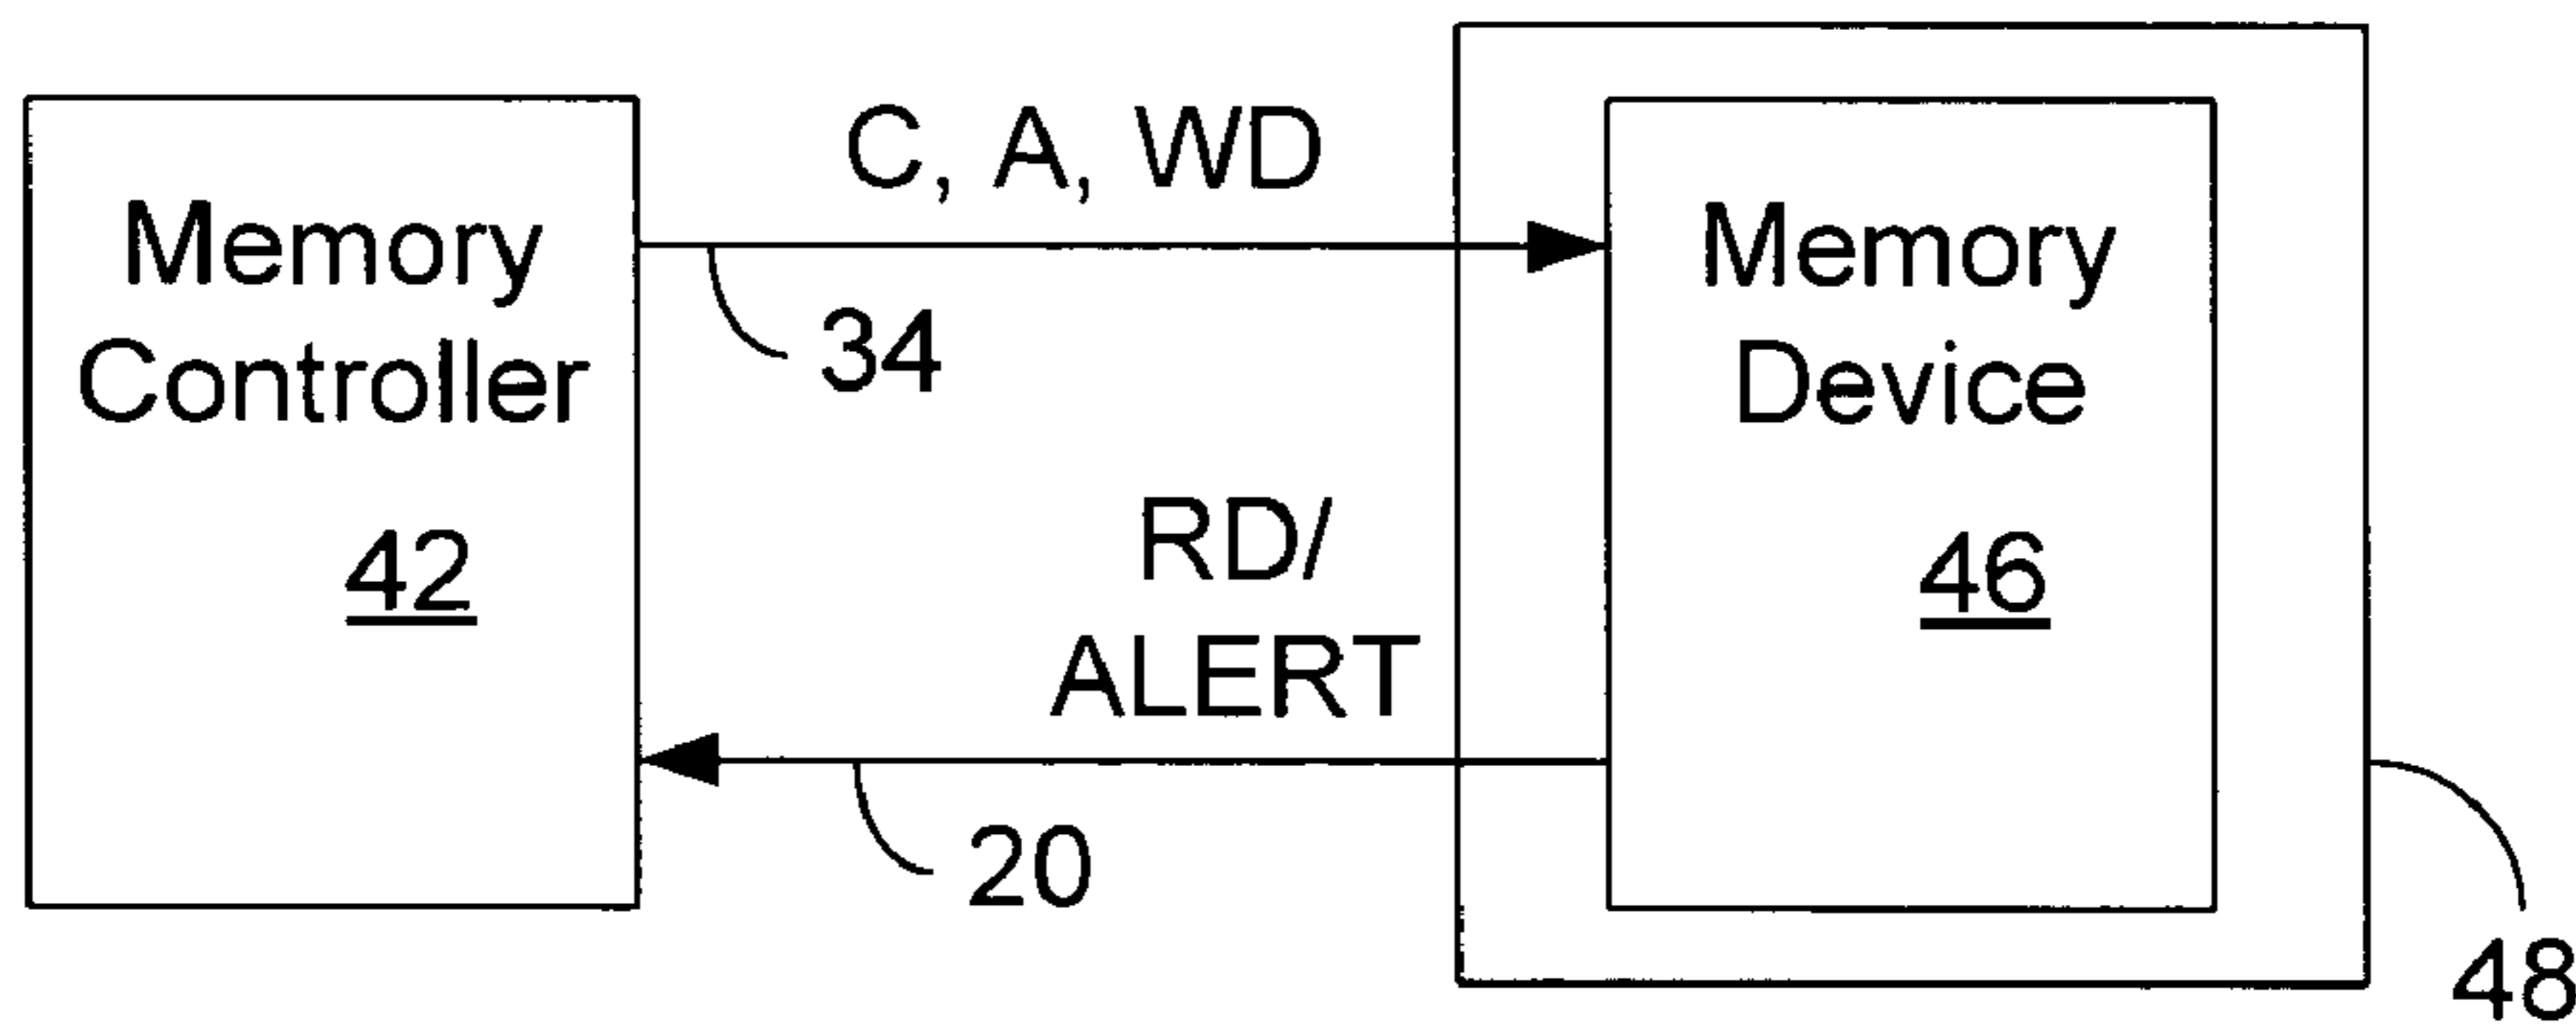 Memory
Controller
42
C, A, WD
34
RD/
ALERT
20
Memory
Device
46
48